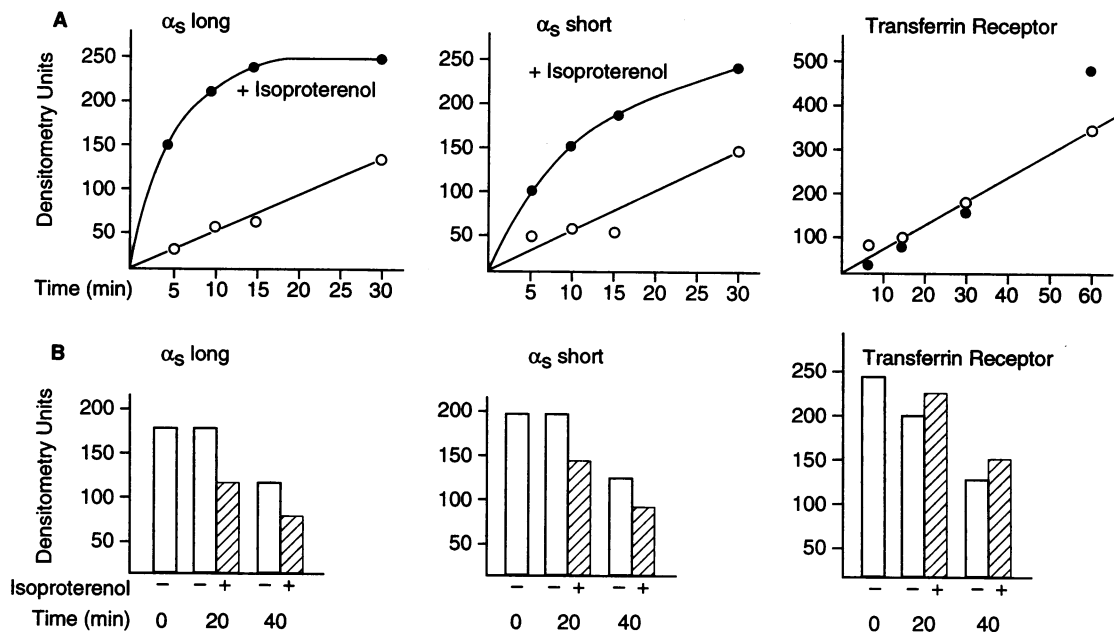 A
αS long
αS short
Transferrin Receptor
Densitometry Units
250
200
150
100
50
+ Isoproterenol
Time (min)
5 10 15 20 25 30
250
200
150
100
50
+ Isoproterenol
5 10 15 20 25 30
500
400
300
200
100
10 20 30 40 50 60
B
αS long
αS short
Transferrin Receptor
Densitometry Units
200
150
100
50
200
150
100
50
250
200
150
100
50
Isoproterenol
− − + − +
− − + − +
− − + − +
Time (min)
0 20 40
0 20 40
0 20 40